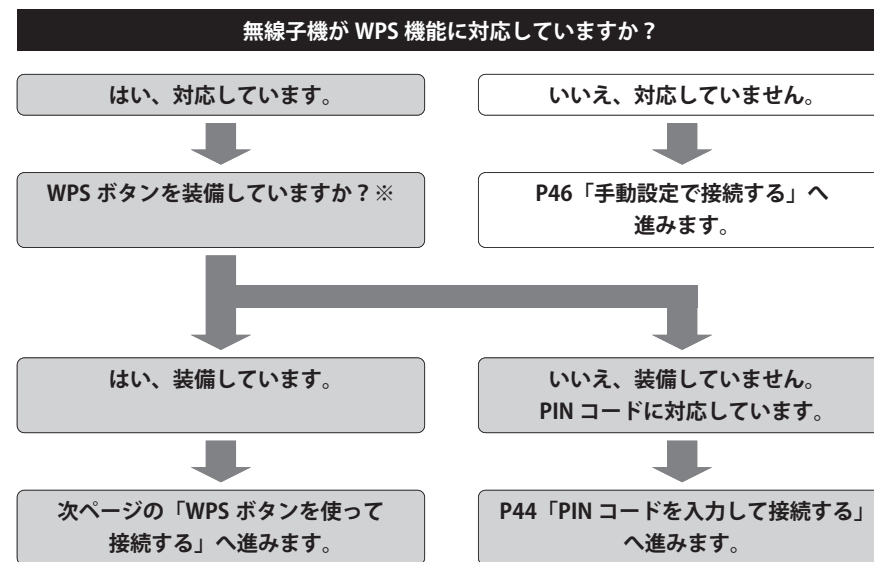 無線子機が WPS 機能に対応していますか？
はい、対応しています。
いいえ、対応していません。
WPS ボタンを装備していますか？※
P46「手動設定で接続する」へ
進みます。
はい、装備しています。
いいえ、装備していません。
PIN コードに対応しています。
次ページの「WPS ボタンを使って
接続する」へ進みます。
P44「PIN コードを入力して接続する」
へ進みます。